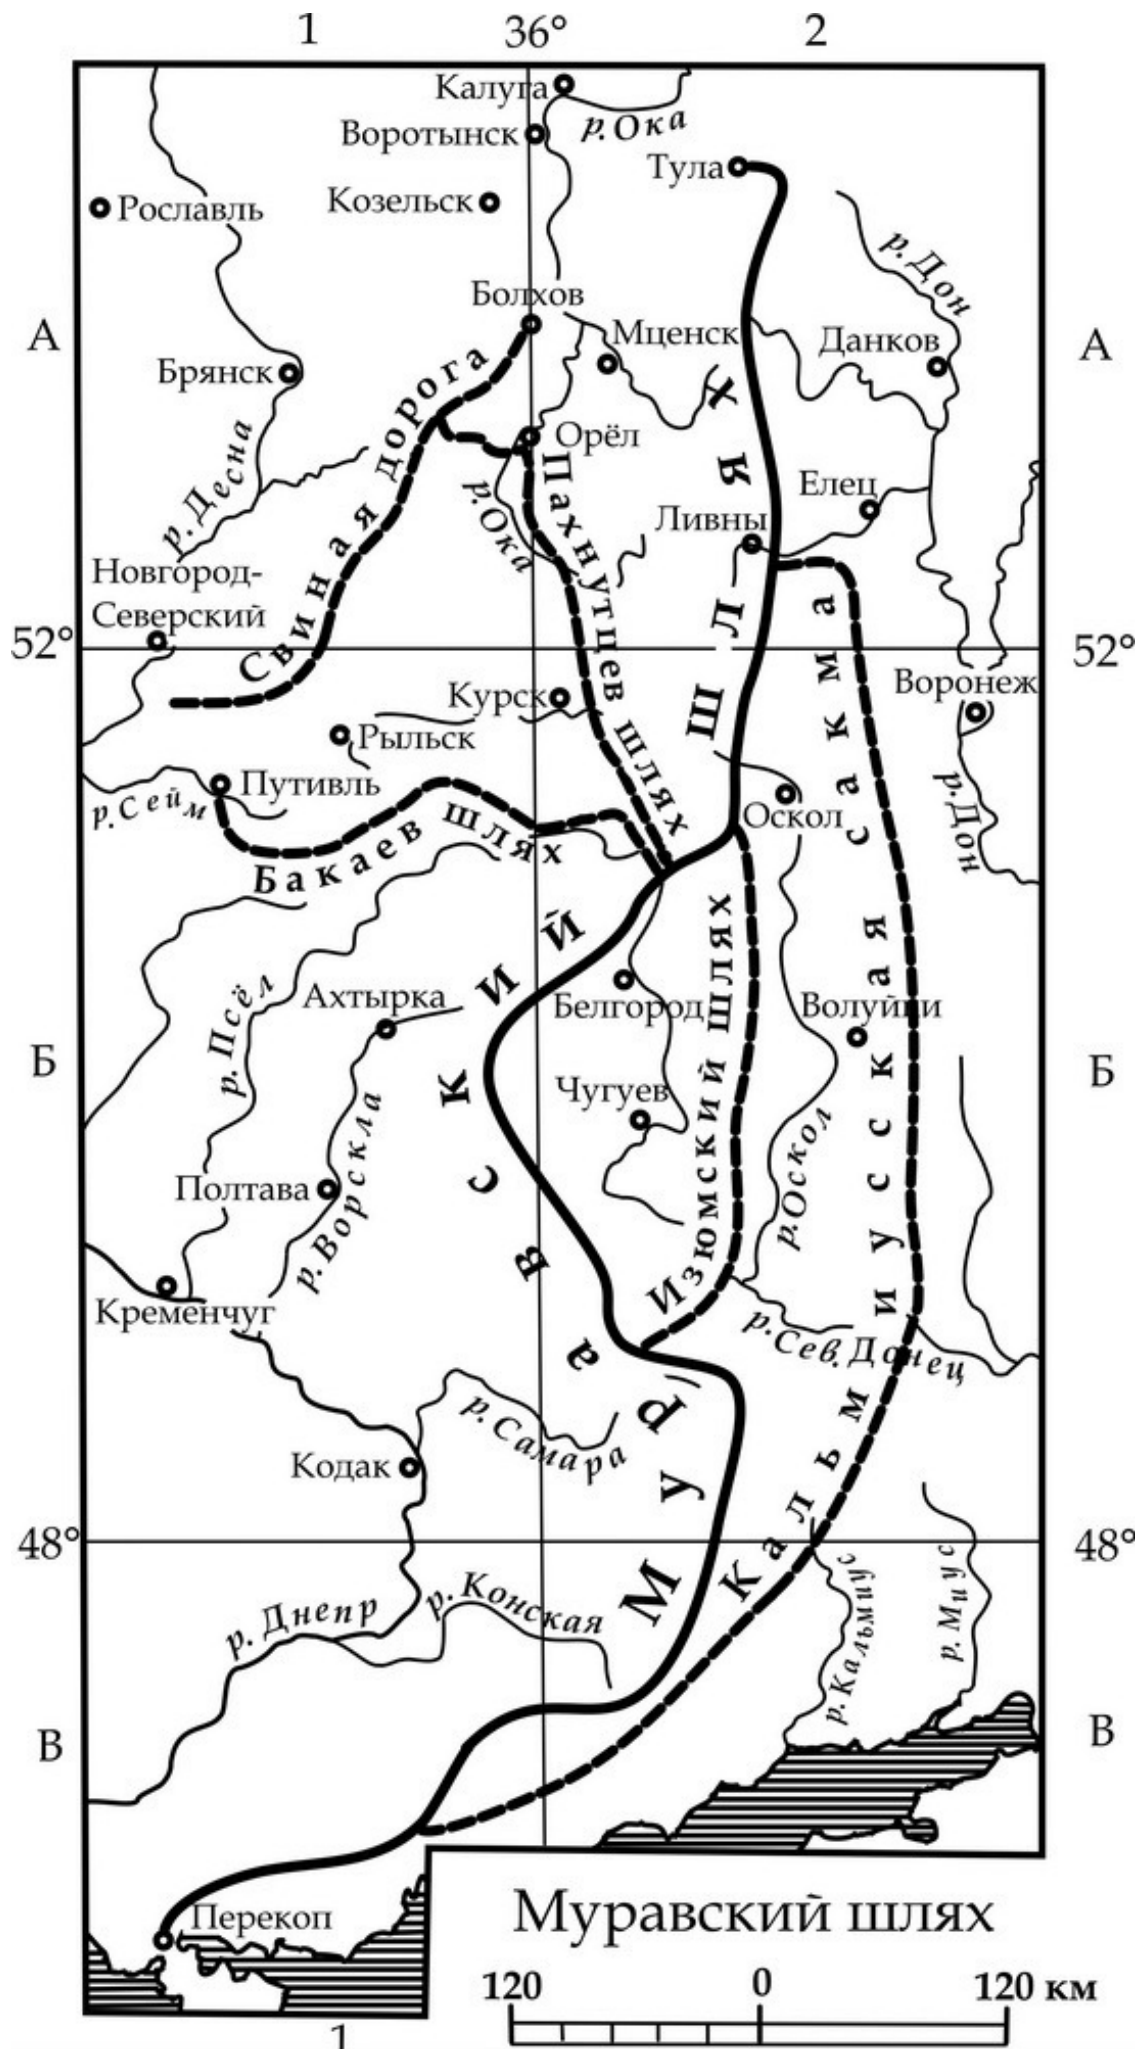 1
36°
2
Калуга
р. Ока
Воротынск
Тула
Козельск
Рославль
р. Дон
Болхов
А
Мценск
Данков
А
Брянск
Свиная дорога
Орёл
Пахнутцев шлях
р. Десна
р. Ока
Елец
Ливны
Новгород-
Северский
52°
52°
Курск
Воронеж
Рыльск
Путивль
р. Сейм
Оскол
р. Дон
Бакаев шлях
Муравский шлях
Изюмский шлях
Кальмиусская сакма
р. Псёл
Ахтырка
Белгород
Волуйки
Б
Б
Чугуев
р. Ворскла
р. Оскол
Полтава
Кременчуг
р. Сев. Донец
р. Самара
Кодак
48°
48°
р. Днепр
р. Конская
р. Кальмиус
р. Миус
В
В
Перекоп
Муравский шлях
120
0
120 км
1